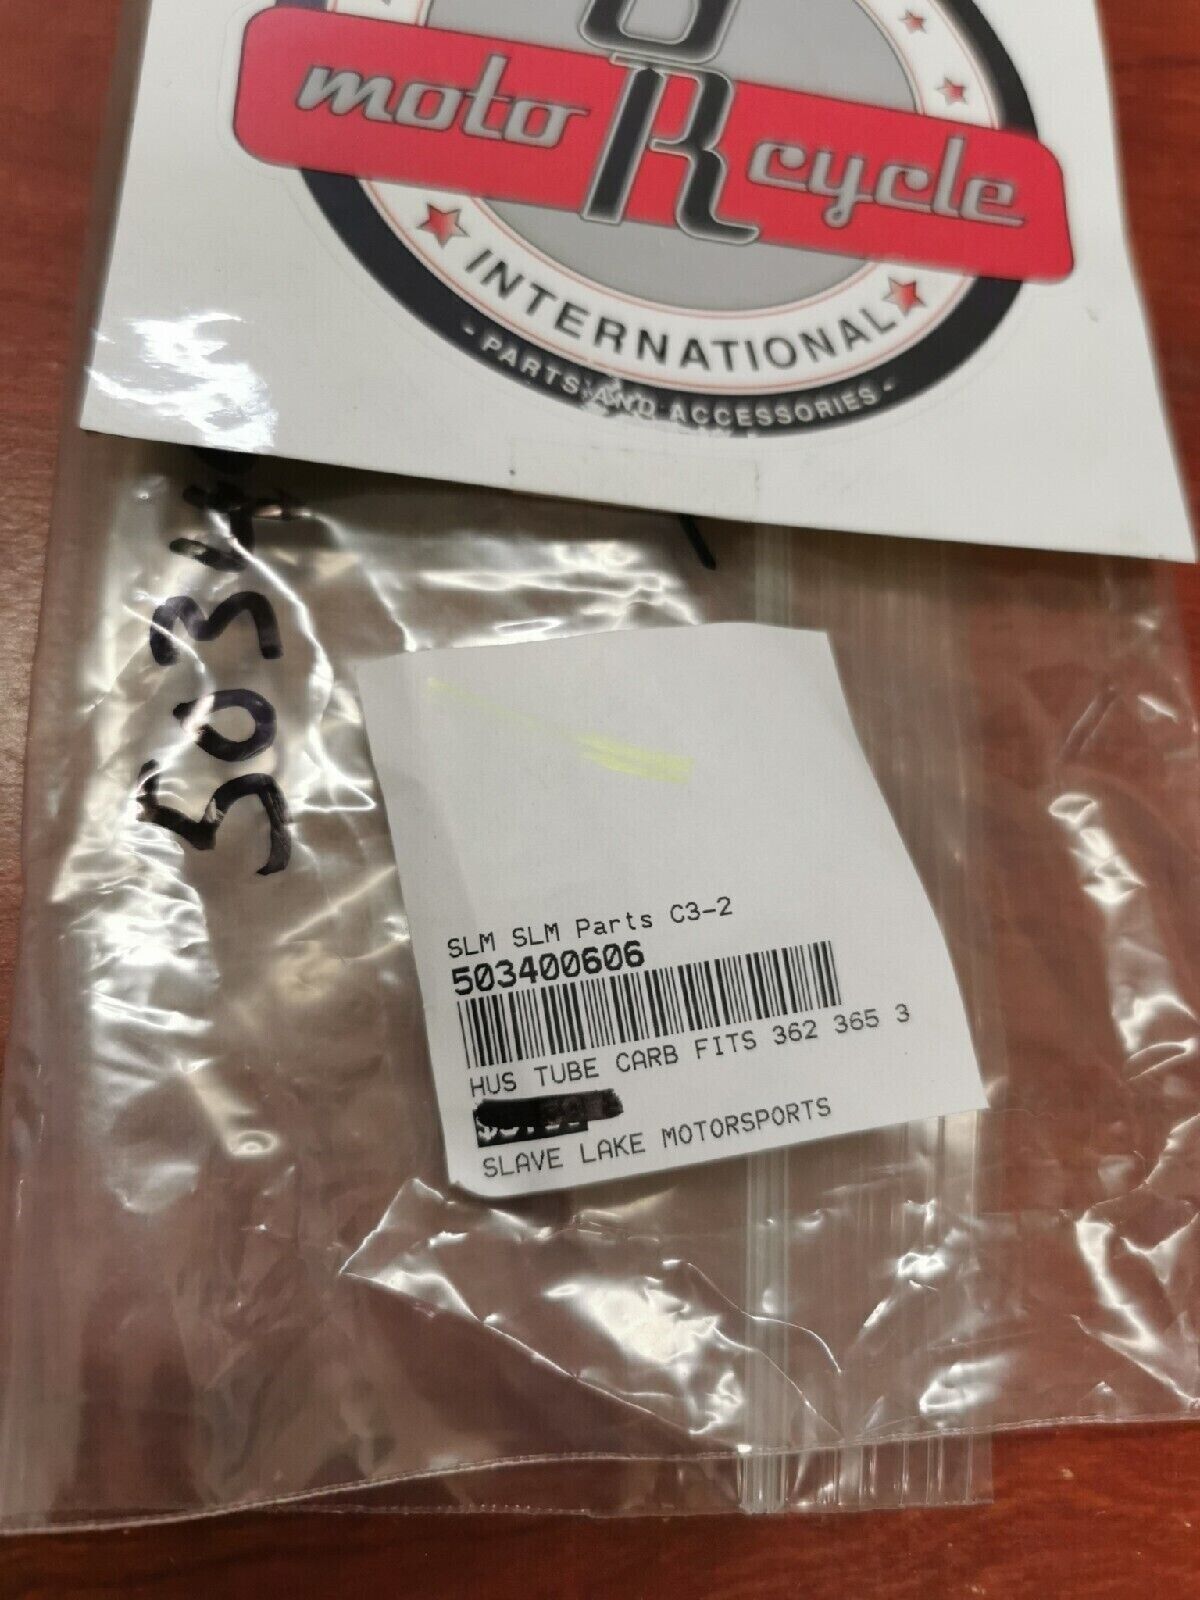 R
moto cycle
INTERNATIONAL
- PARTS AND ACCESSORIES -
5034
SLM SLM Parts C3-2
503400606
HUS TUBE CARB FITS 362 365 3
SLAVE LAKE MOTORSPORTS